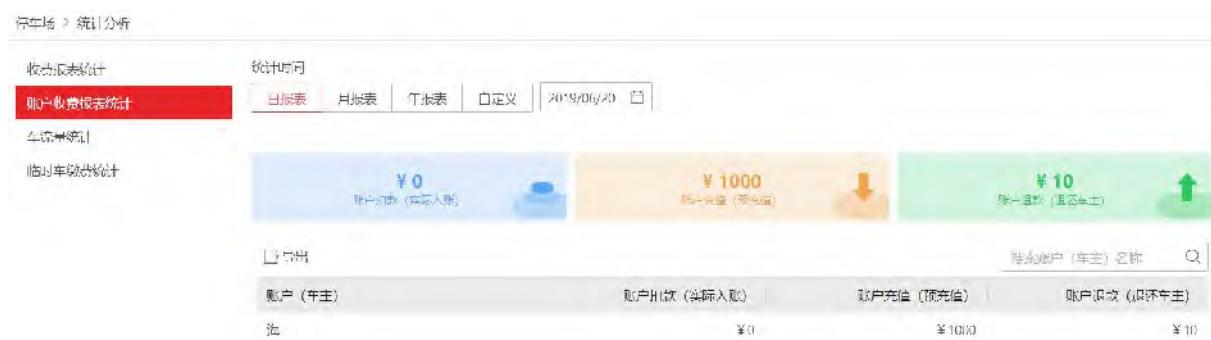 停车场 > 统计分析
收费报表统计
账户收费报表统计
车流量统计
临时车缴费统计
统计时间
日报表 月报表 年报表 自定义 2019/06/20
¥ 0
账户扣款（实际入账）
¥ 1000
账户充值（预充值）
¥ 10
账户退款（退还车主）
导出
搜索账户（车主）名称
账户（车主） 账户扣款（实际入账） 账户充值（预充值） 账户退款（退还车主）
¥0 ¥1000 ¥10